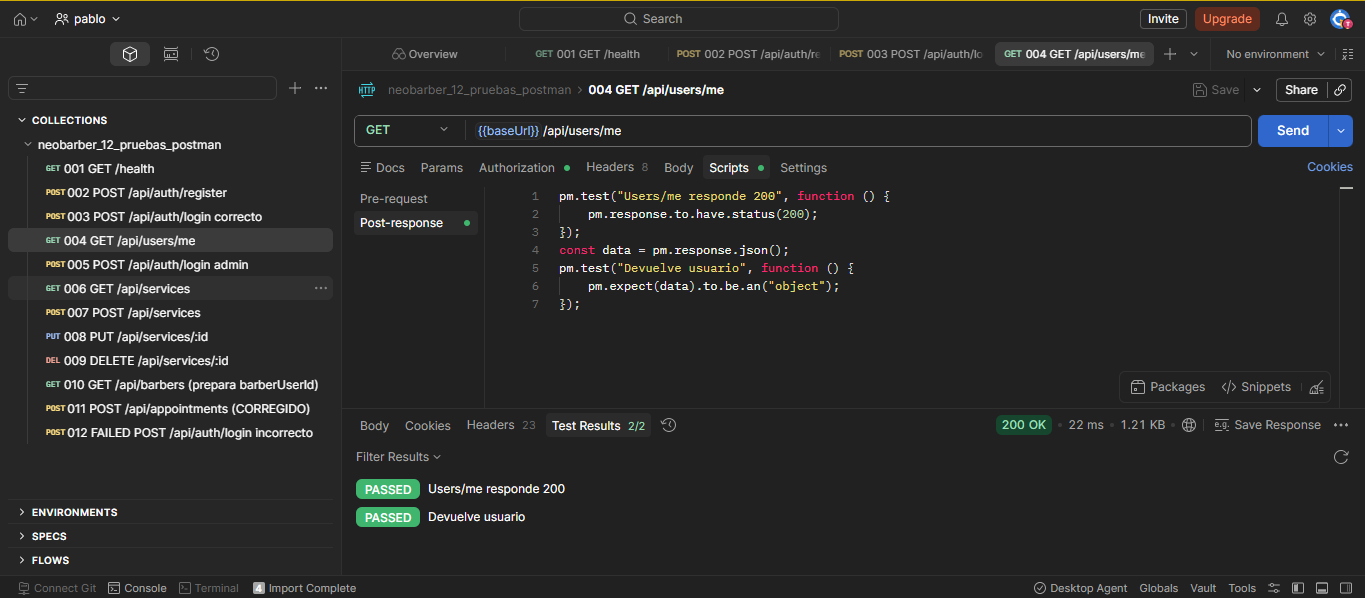 pablo
Search
Invite
Upgrade
Overview
GET 001 GET /health
POST 002 POST /api/auth/re
POST 003 POST /api/auth/lo
GET 004 GET /api/users/me
No environment
COLLECTIONS
neobarber_12_pruebas_postman
GET 001 GET /health
POST 002 POST /api/auth/register
POST 003 POST /api/auth/login correcto
GET 004 GET /api/users/me
POST 005 POST /api/auth/login admin
GET 006 GET /api/services
POST 007 POST /api/services
PUT 008 PUT /api/services/:id
DEL 009 DELETE /api/services/:id
GET 010 GET /api/barbers (prepara barberUserId)
POST 011 POST /api/appointments (CORREGIDO)
POST 012 FAILED POST /api/auth/login incorrecto
ENVIRONMENTS
SPECS
FLOWS
HTTP neobarber_12_pruebas_postman > 004 GET /api/users/me
Save
Share
GET {{baseUrl}} /api/users/me
Send
Docs Params Authorization Headers 8 Body Scripts Settings
Cookies
Pre-request
Post-response
1 pm.test("Users/me responde 200", function () {
2 pm.response.to.have.status(200);
3 });
4 const data = pm.response.json();
5 pm.test("Devuelve usuario", function () {
6 pm.expect(data).to.be.an("object");
7 });
Packages
Snippets
Body Cookies Headers 23 Test Results 2/2
200 OK • 22 ms • 1.21 KB •
e.g. Save Response
Filter Results
PASSED Users/me responde 200
PASSED Devuelve usuario
Connect Git
Console
Terminal
4 Import Complete
Desktop Agent
Globals
Vault
Tools